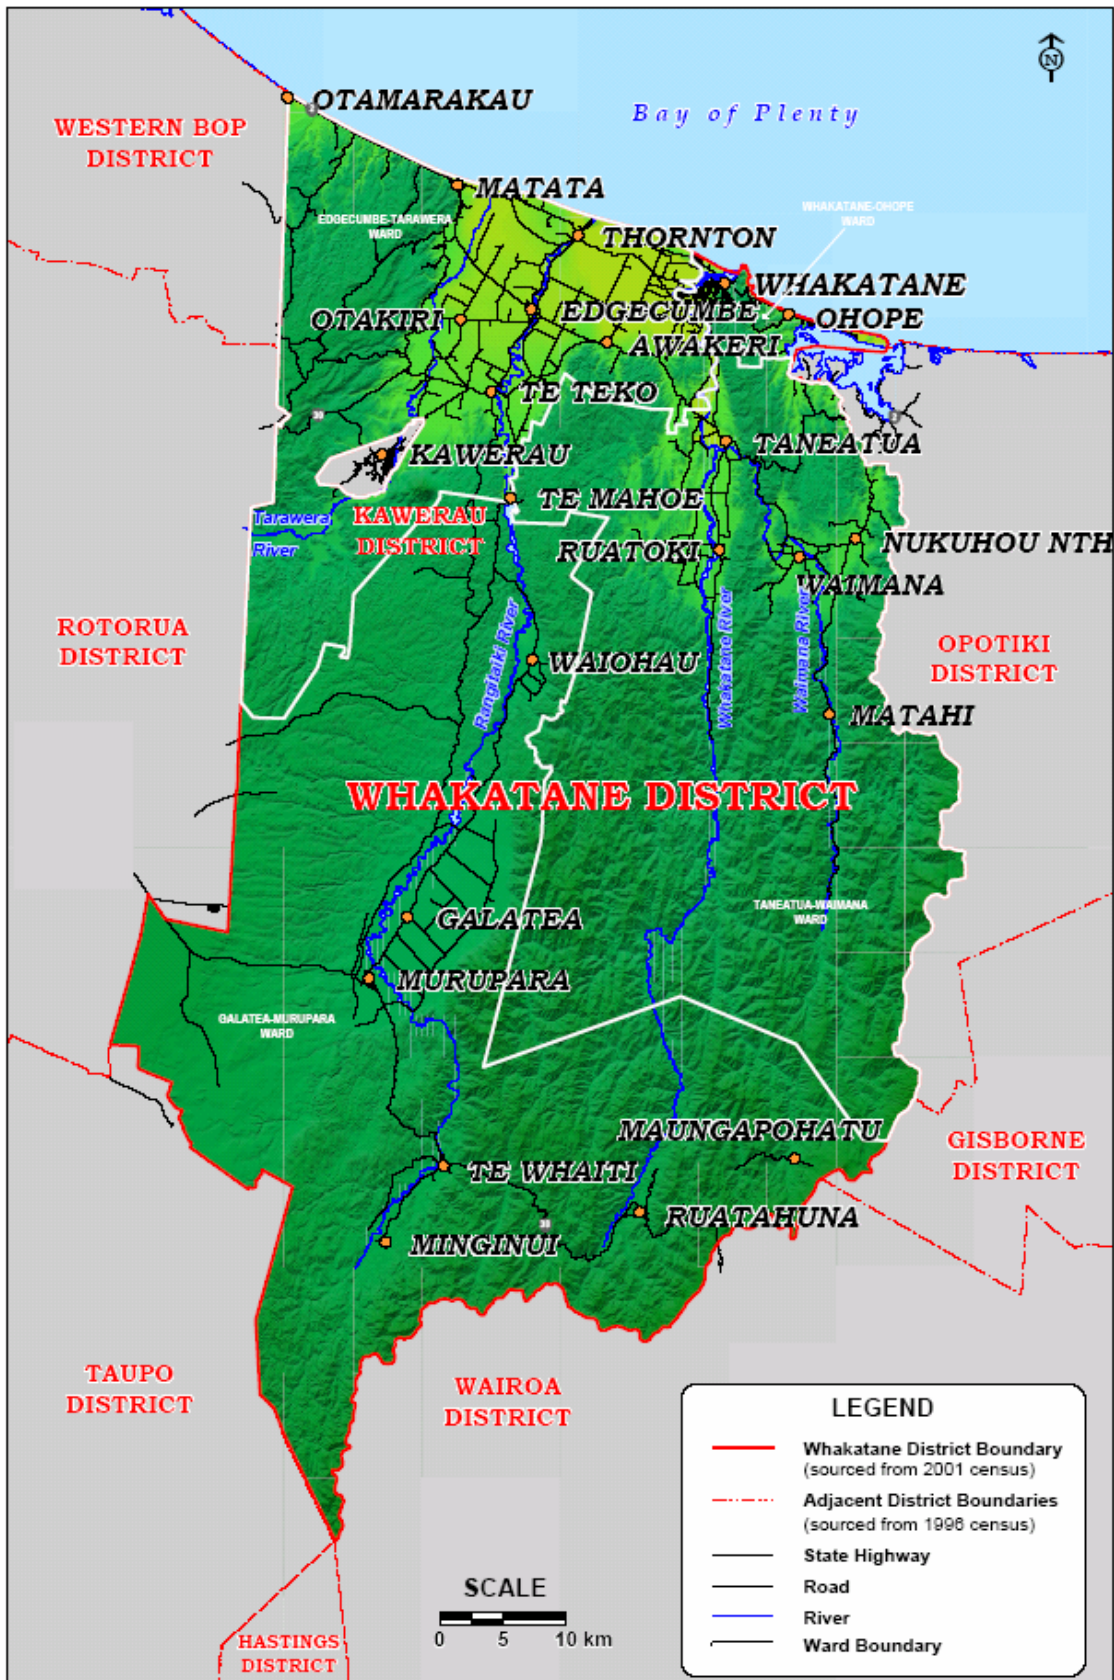 N
OTAMARAKAU
2
Bay of Plenty
WESTERN BOP
DISTRICT
MATATA
EDGECUMBE-TARAWERA
WARD
WHAKATANE-OHOPE
WARD
THORNTON
WHAKATANE
OTAKIRI
EDGECUMBE
OHOPE
AWAKERI
TE TEKO
30
KAWERAU
TANEATUA
TE MAHOE
Tarawera
River
KAWERAU
DISTRICT
RUATOKI
NUKUHOU NTH
WAIMANA
ROTORUA
DISTRICT
Rangitaiki River
Whakatane River
Waimana River
WAIOHAU
OPOTIKI
DISTRICT
MATAHI
WHAKATANE DISTRICT
GALATEA
TANEATUA-WAIMANA
WARD
MURUPARA
GALATEA-MURUPARA
WARD
MAUNGAPOHATU
GISBORNE
DISTRICT
TE WHAITI
RUATAHUNA
38
MINGINUI
TAUPO
DISTRICT
WAIROA
DISTRICT
LEGEND
Whakatane District Boundary
(sourced from 2001 census)
Adjacent District Boundaries
(sourced from 1996 census)
State Highway
Road
River
Ward Boundary
SCALE
0 5 10 km
HASTINGS
DISTRICT